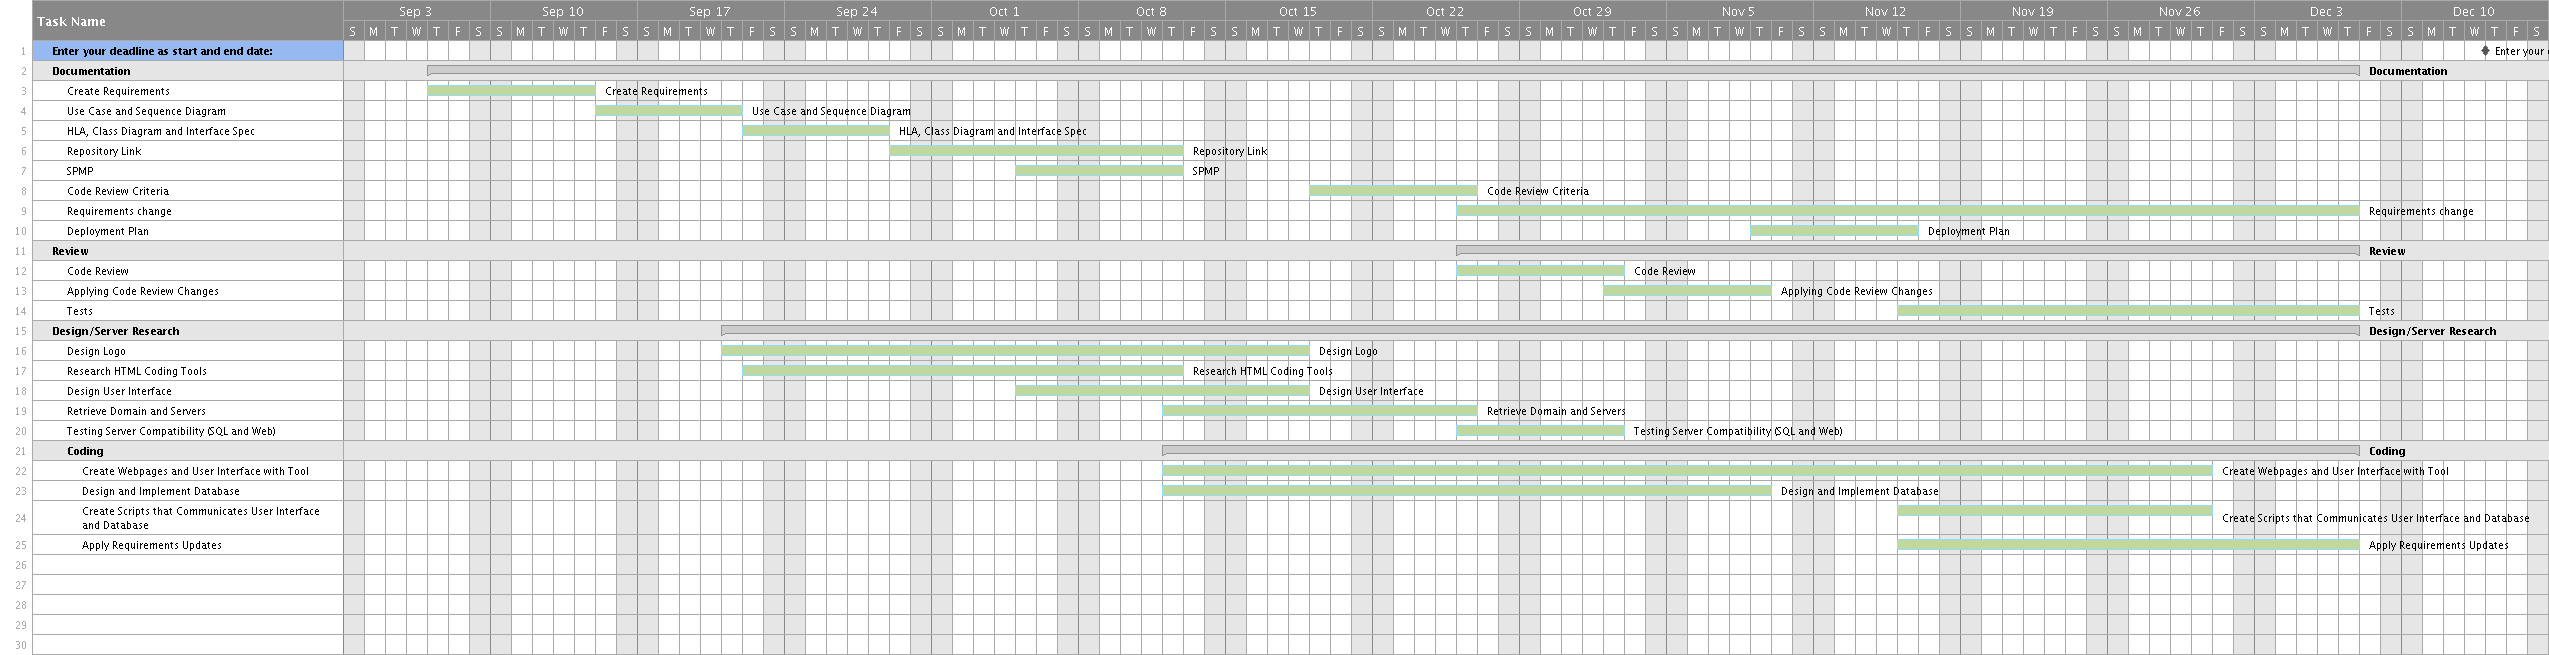 Task Name
Sep 3 Sep 10 Sep 17 Sep 24 Oct 1 Oct 8 Oct 15 Oct 22 Oct 29 Nov 5 Nov 12 Nov 19 Nov 26 Dec 3 Dec 10
S M T W T F S S M T W T F S S M T W T F S S M T W T F S S M T W T F S S M T W T F S S M T W T F S S M T W T F S S M T W T F S S M T W T F S S M T W T F S S M T W T F S S M T W T F S S M T W T F S S M T W T F S
1 Enter your deadline as start and end date: Enter your
2 Documentation Documentation
3 Create Requirements Create Requirements
4 Use Case and Sequence Diagram Use Case and Sequence Diagram
5 HLA, Class Diagram and Interface Spec HLA, Class Diagram and Interface Spec
6 Repository Link Repository Link
7 SPMP SPMP
8 Code Review Criteria Code Review Criteria
9 Requirements change Requirements change
10 Deployment Plan Deployment Plan
11 Review Review
12 Code Review Code Review
13 Applying Code Review Changes Applying Code Review Changes
14 Tests Tests
15 Design/Server Research Design/Server Research
16 Design Logo Design Logo
17 Research HTML Coding Tools Research HTML Coding Tools
18 Design User Interface Design User Interface
19 Retrieve Domain and Servers Retrieve Domain and Servers
20 Testing Server Compatibility (SQL and Web) Testing Server Compatibility (SQL and Web)
21 Coding Coding
22 Create Webpages and User Interface with Tool Create Webpages and User Interface with Tool
23 Design and Implement Database Design and Implement Database
24 Create Scripts that Communicates User Interface
and Database Create Scripts that Communicates User Interface and Database
25 Apply Requirements Updates Apply Requirements Updates
26
27
28
29
30